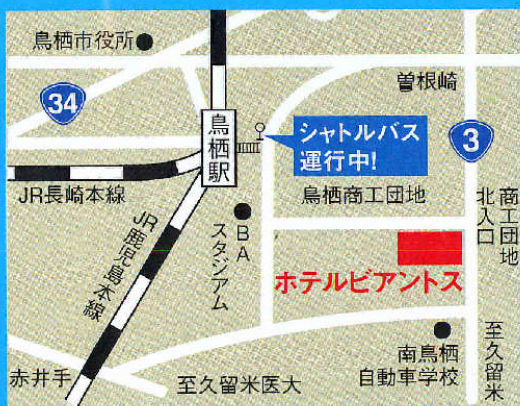 鳥栖市役所
34
曽根崎
鳥栖駅
シャトルバス
運行中!
3
JR長崎本線
鳥栖商工団地
商工団地
北入口
BA
スタジアム
JR鹿児島本線
ホテルビアントス
赤井手
至久留米医大
南鳥栖
自動車学校
至久留米